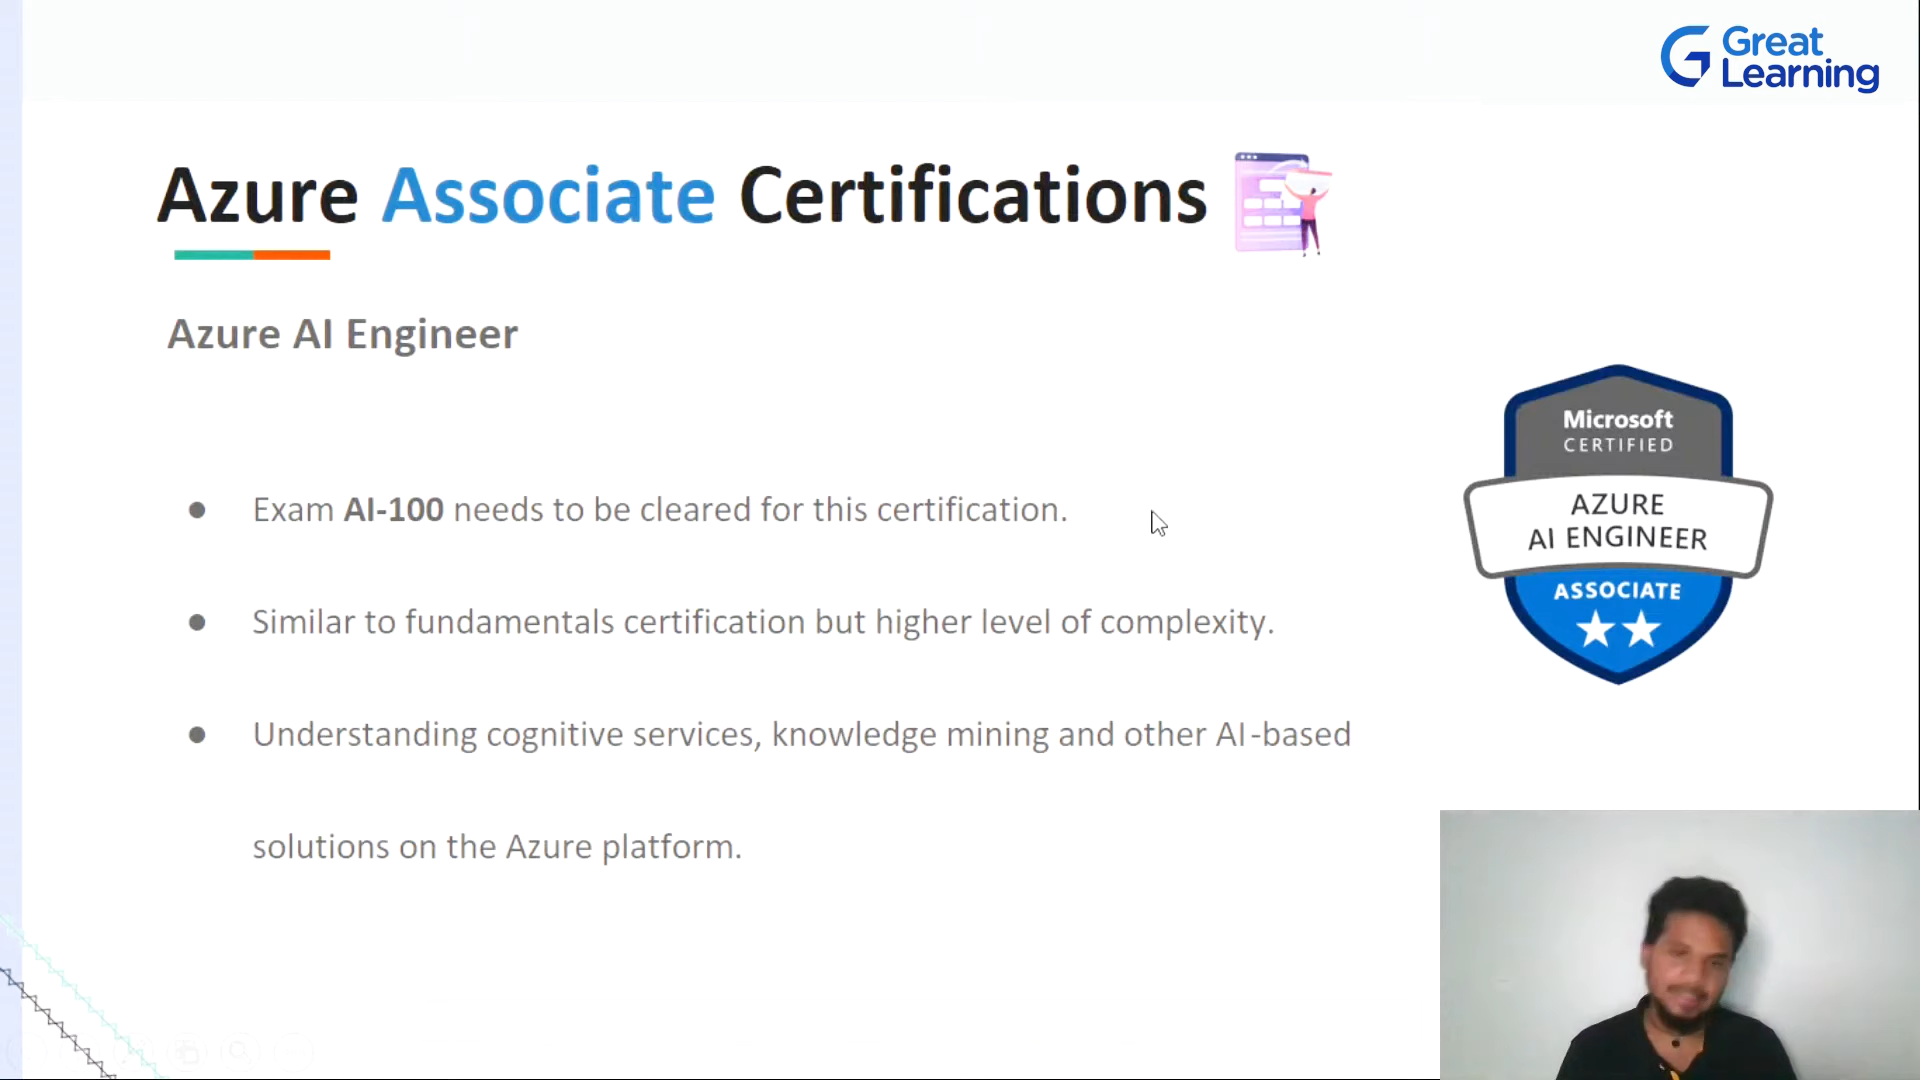 Great
Learning
Azure Associate Certifications
Azure AI Engineer
● Exam AI-100 needs to be cleared for this certification.
● Similar to fundamentals certification but higher level of complexity.
● Understanding cognitive services, knowledge mining and other AI-based
solutions on the Azure platform.
Microsoft
CERTIFIED
AZURE
AI ENGINEER
ASSOCIATE